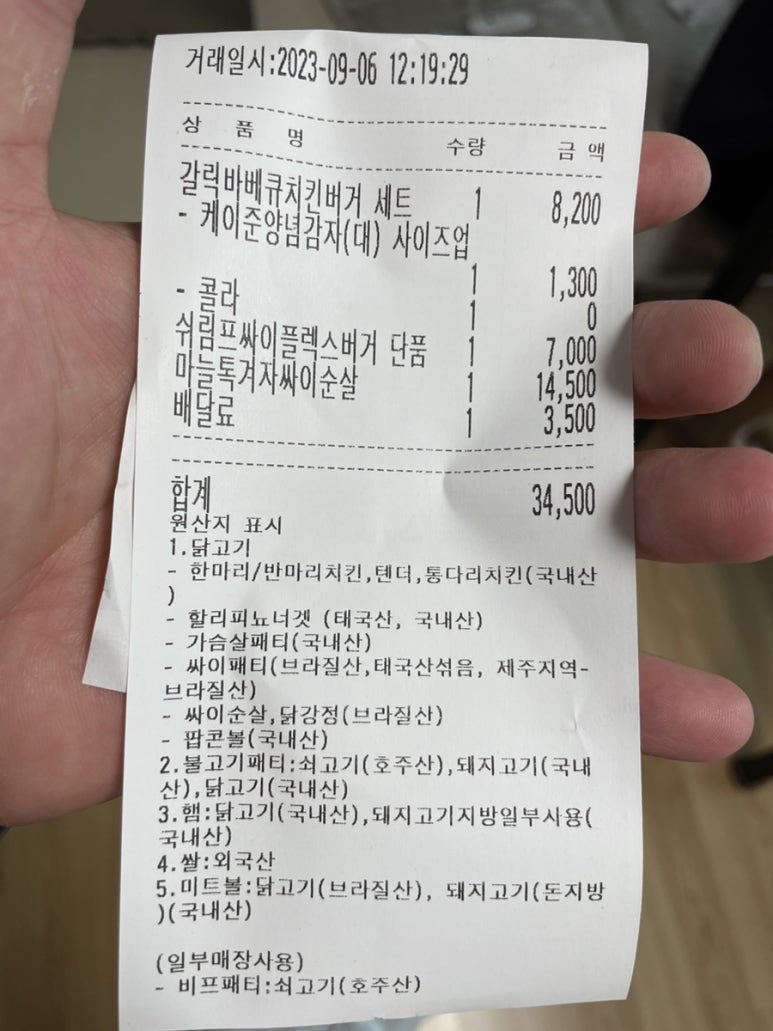 거래일시:2023-09-06 12:19:29
상 품 명 수량 금 액
갈릭바베큐치킨버거 세트 1 8,200
- 케이준양념감자(대) 사이즈업
1 1,300
- 콜라 1 0
쉬림프싸이플렉스버거 단품 1 7,000
마늘톡겨자싸이순살 1 14,500
배달료 1 3,500
합계 34,500
원산지 표시
1.닭고기
- 한마리/반마리치킨,텐더,통다리치킨(국내산
)
- 할리피뇨너겟 (태국산, 국내산)
- 가슴살패티(국내산)
- 싸이패티(브라질산,태국산섞음, 제주지역-
브라질산)
- 싸이순살,닭강정(브라질산)
- 팝콘볼(국내산)
2.불고기패티:쇠고기(호주산),돼지고기(국내
산),닭고기(국내산)
3.햄:닭고기(국내산),돼지고기지방일부사용(
국내산)
4.쌀:외국산
5.미트볼:닭고기(브라질산), 돼지고기(돈지방
)(국내산)
(일부매장사용)
- 비프패티:쇠고기(호주산)